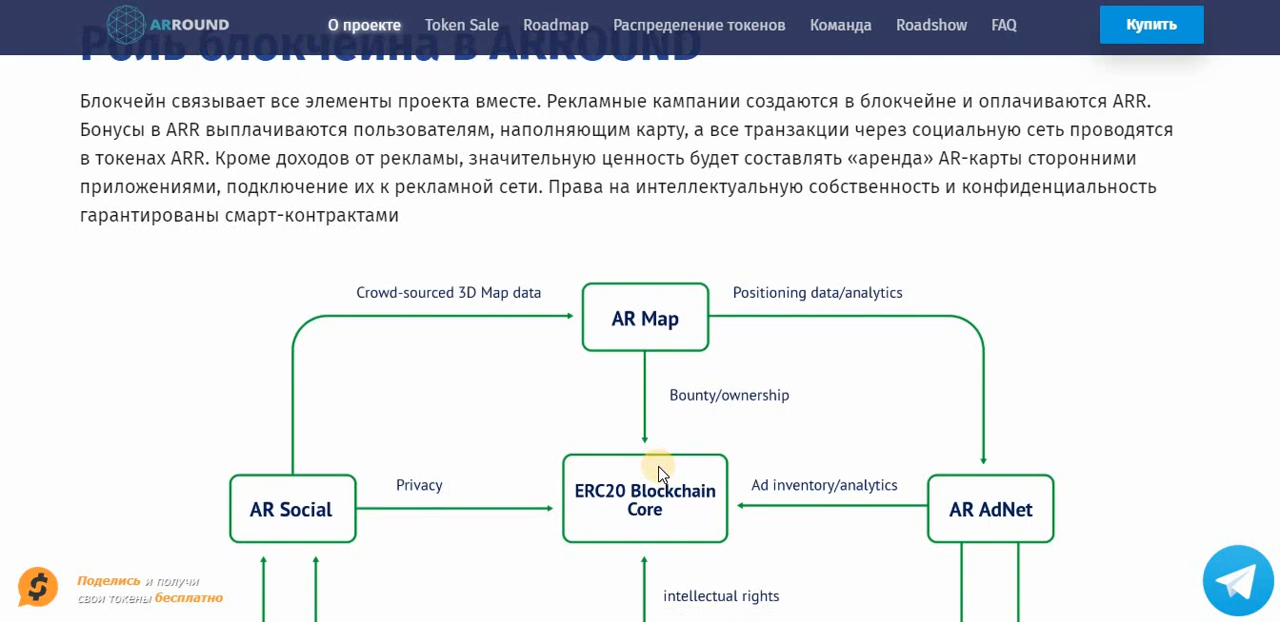 ARROUND
О проекте Token Sale Roadmap Распределение токенов Команда Roadshow FAQ
Купить
Роль блокчейна в ARROUND
Блокчейн связывает все элементы проекта вместе. Рекламные кампании создаются в блокчейне и оплачиваются ARR.
Бонусы в ARR выплачиваются пользователям, наполняющим карту, а все транзакции через социальную сеть проводятся
в токенах ARR. Кроме доходов от рекламы, значительную ценность будет составлять «аренда» AR-карты сторонними
приложениями, подключение их к рекламной сети. Права на интеллектуальную собственность и конфиденциальность
гарантированы смарт-контрактами
Crowd-sourced 3D Map data
AR Map
Positioning data/analytics
Bounty/ownership
AR Social
Privacy
ERC20 Blockchain
Core
Ad inventory/analytics
AR AdNet
intellectual rights
Поделись и получи
свои токены бесплатно